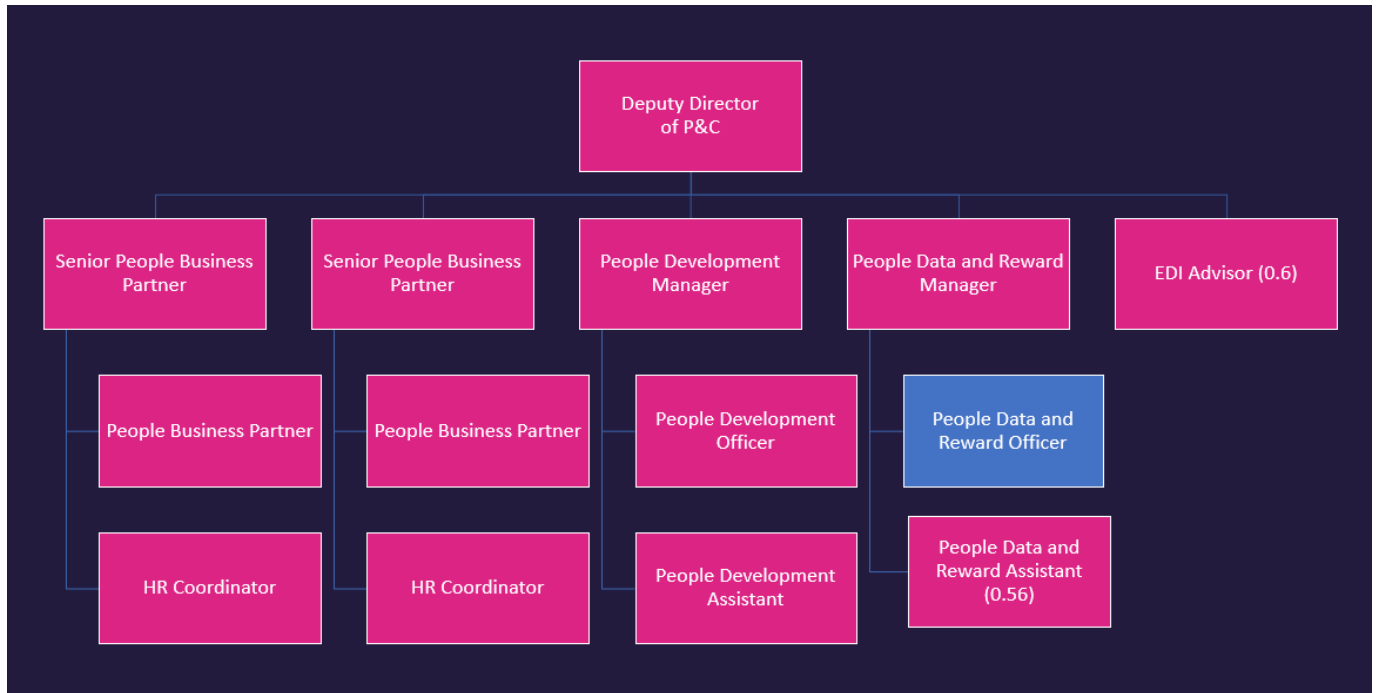 Deputy Director
of P&C
Senior People Business
Partner
Senior People Business
Partner
People Development
Manager
People Data and Reward
Manager
EDI Advisor (0.6)
People Business Partner
People Business Partner
People Development
Officer
People Data and
Reward Officer
HR Coordinator
HR Coordinator
People Development
Assistant
People Data and
Reward Assistant
(0.56)